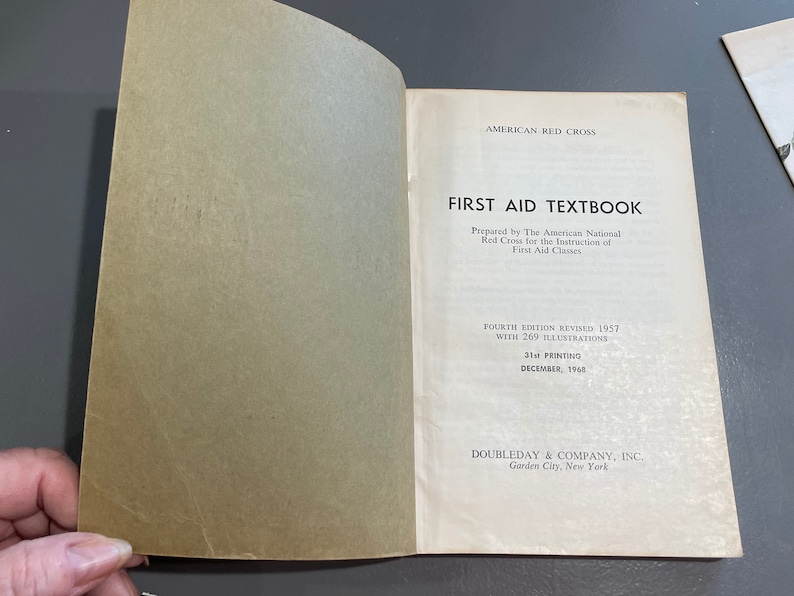 AMERICAN RED CROSS
FIRST AID TEXTBOOK
Prepared by The American National
Red Cross for the Instruction of
First Aid Classes
FOURTH EDITION REVISED 1957
WITH 269 ILLUSTRATIONS
31st PRINTING
DECEMBER, 1968
DOUBLEDAY & COMPANY, INC.
Garden City, New York